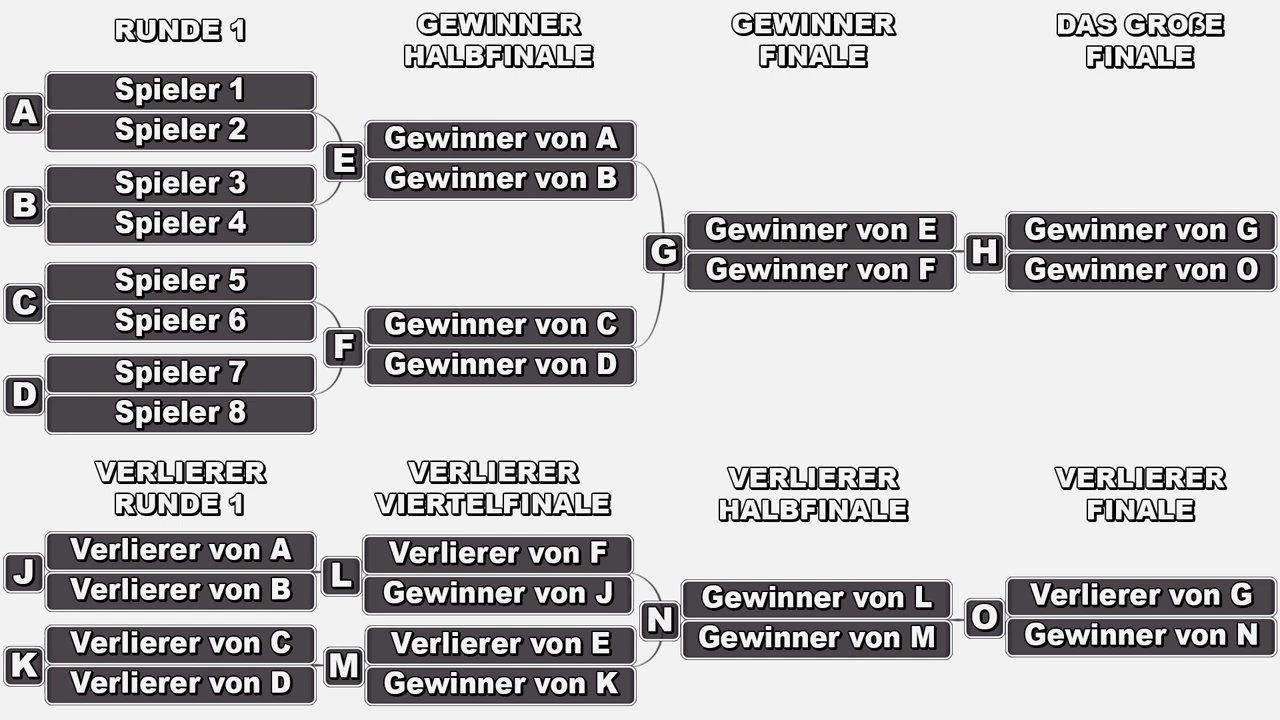 RUNDE 1
GEWINNER
HALBFINALE
GEWINNER
FINALE
DAS GROßE
FINALE
A
Spieler 1
Spieler 2
B
Spieler 3
Spieler 4
C
Spieler 5
Spieler 6
D
Spieler 7
Spieler 8
E
Gewinner von A
Gewinner von B
F
Gewinner von C
Gewinner von D
G
Gewinner von E
Gewinner von F
H
Gewinner von G
Gewinner von O
VERLIERER
RUNDE 1
VERLIERER
VIERTELFINALE
VERLIERER
HALBFINALE
VERLIERER
FINALE
J
Verlierer von A
Verlierer von B
K
Verlierer von C
Verlierer von D
L
Verlierer von F
Gewinner von J
M
Verlierer von E
Gewinner von K
N
Gewinner von L
Gewinner von M
O
Verlierer von G
Gewinner von N